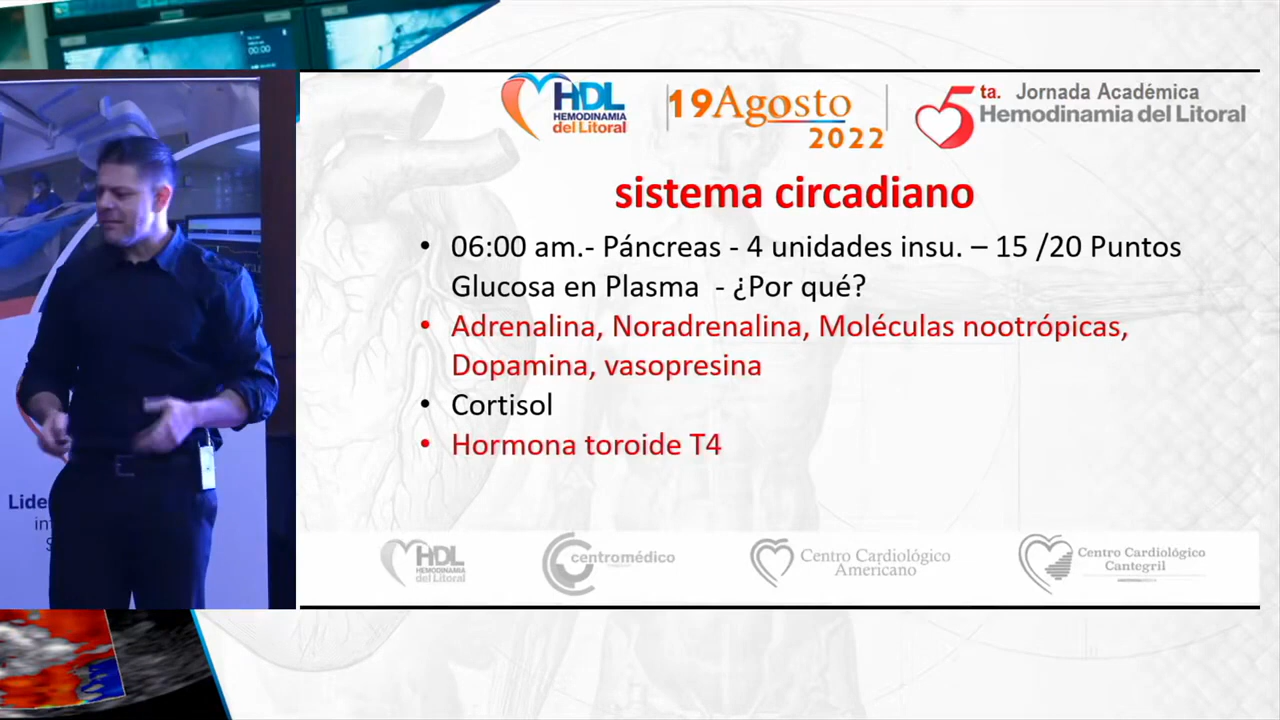 00:00
HDL
HEMODINAMIA
del Litoral
19Agosto
2022
5ta. Jornada Académica
Hemodinamia del Litoral
sistema circadiano
• 06:00 am.- Páncreas - 4 unidades insu. – 15 /20 Puntos
Glucosa en Plasma - ¿Por qué?
• Adrenalina, Noradrenalina, Moléculas nootrópicas,
Dopamina, vasopresina
• Cortisol
• Hormona toroide T4
Lide
HDL
HEMODINAMIA
del Litoral
centromédico
Centro Cardiológico
Americano
Centro Cardiológico
Cantegril